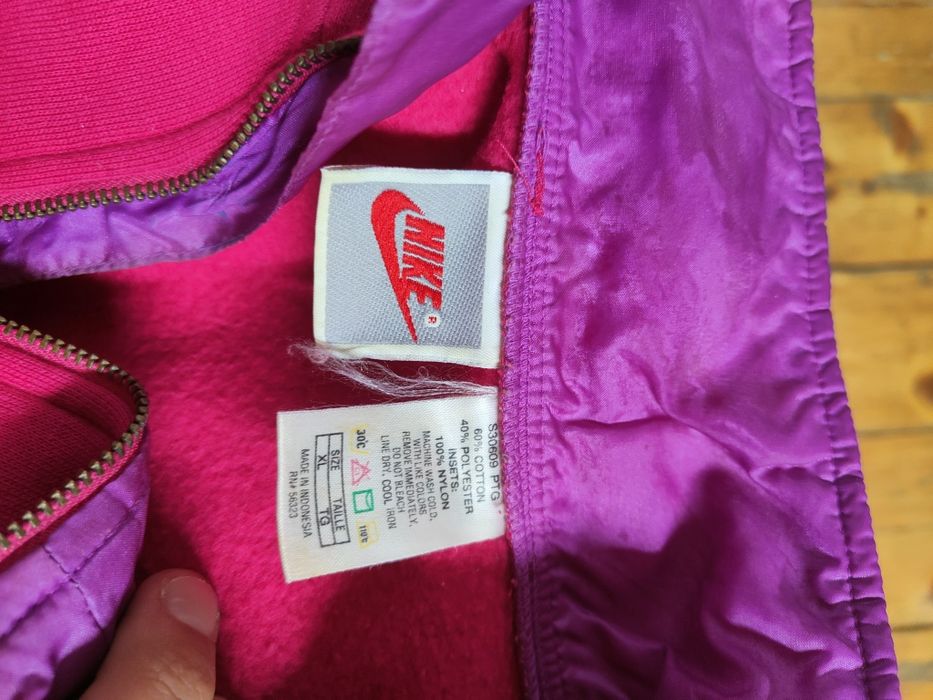 NIKE
R
S30609 PTG
60% COTTON
40% POLYESTER
INSETS:
100% NYLON
MACHINE WASH COLD,
WITH LIKE COLORS
REMOVE IMMEDIATELY,
DO NOT BLEACH
LINE DRY, COOL IRON
30°C
110°C
SIZE TAILLE
XL TG
MADE IN INDONESIA
RN# 56323